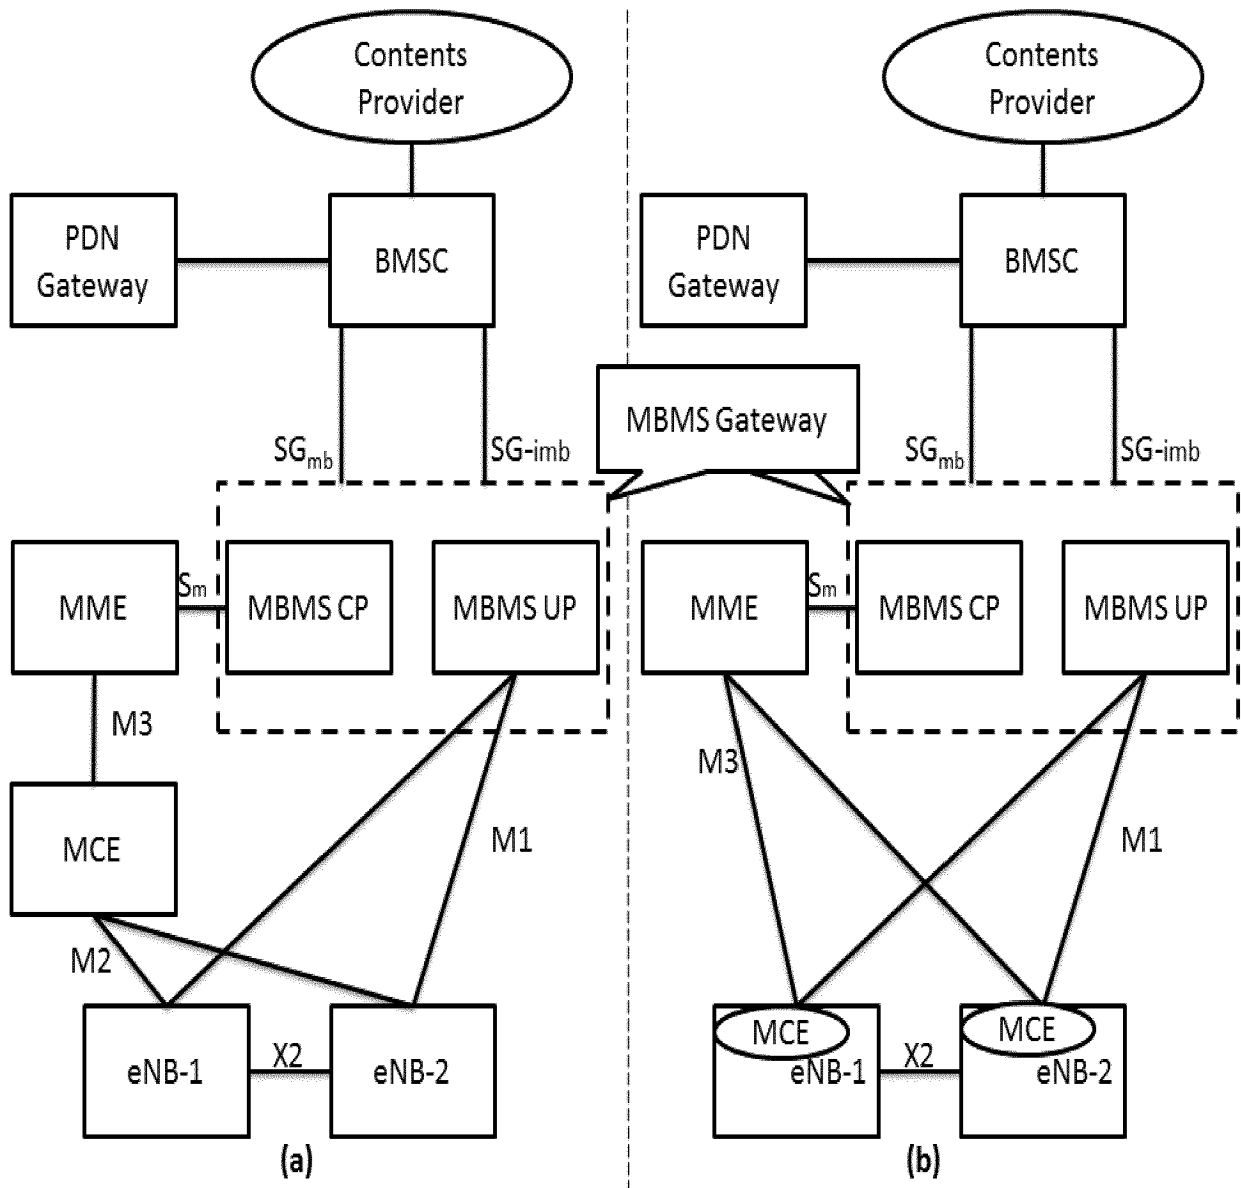 Contents
Provider
PDN
Gateway
BMSC
SGmb
SG-imb
MME
Sm
MBMS CP
MBMS UP
M3
MCE
M1
M2
eNB-1
X2
eNB-2
(a)
MBMS Gateway
Contents
Provider
PDN
Gateway
BMSC
SGmb
SG-imb
MME
Sm
MBMS CP
MBMS UP
M3
M1
MCE
eNB-1
X2
MCE
eNB-2
(b)